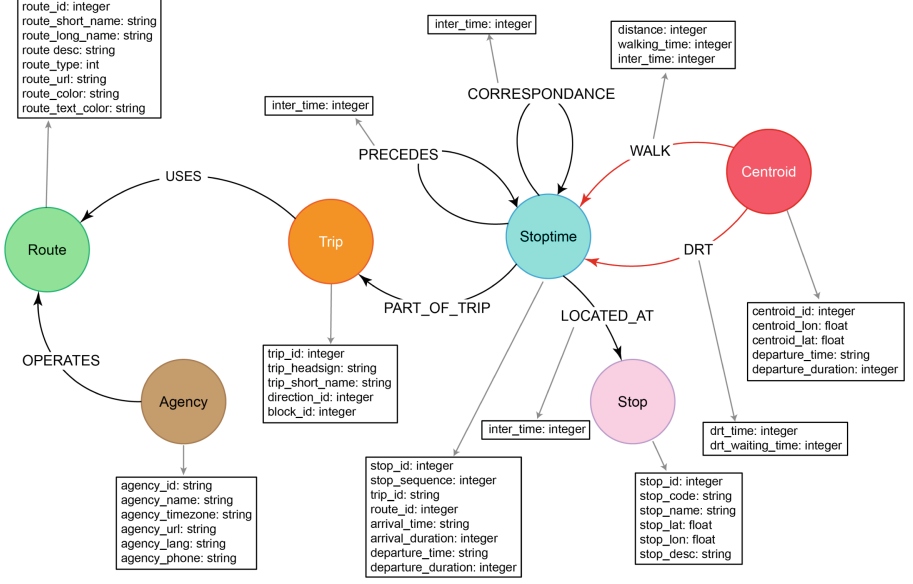 route_id: integer
route_short_name: string
route_long_name: string
route desc: string
route_type: int
route_url: string
route_color: string
route_text_color: string
inter_time: integer
distance: integer
walking_time: integer
inter_time: integer
inter_time: integer
CORRESPONDANCE
PRECEDES
WALK
Centroid
USES
Route
Trip
Stoptime
DRT
PART_OF_TRIP
LOCATED_AT
centroid_id: integer
centroid_lon: float
centroid_lat: float
departure_time: string
departure_duration: integer
OPERATES
trip_id: integer
trip_headsign: string
trip_short_name: string
direction_id: integer
block_id: integer
Agency
Stop
inter_time: integer
drt_time: integer
drt_waiting_time: integer
agency_id: string
agency_name: string
agency_timezone: string
agency_url: string
agency_lang: string
agency_phone: string
stop_id: integer
stop_sequence: integer
trip_id: string
route_id: integer
arrival_time: string
arrival_duration: integer
departure_time: string
departure_duration: integer
stop_id: integer
stop_code: string
stop_name: string
stop_lat: float
stop_lon: float
stop_desc: string